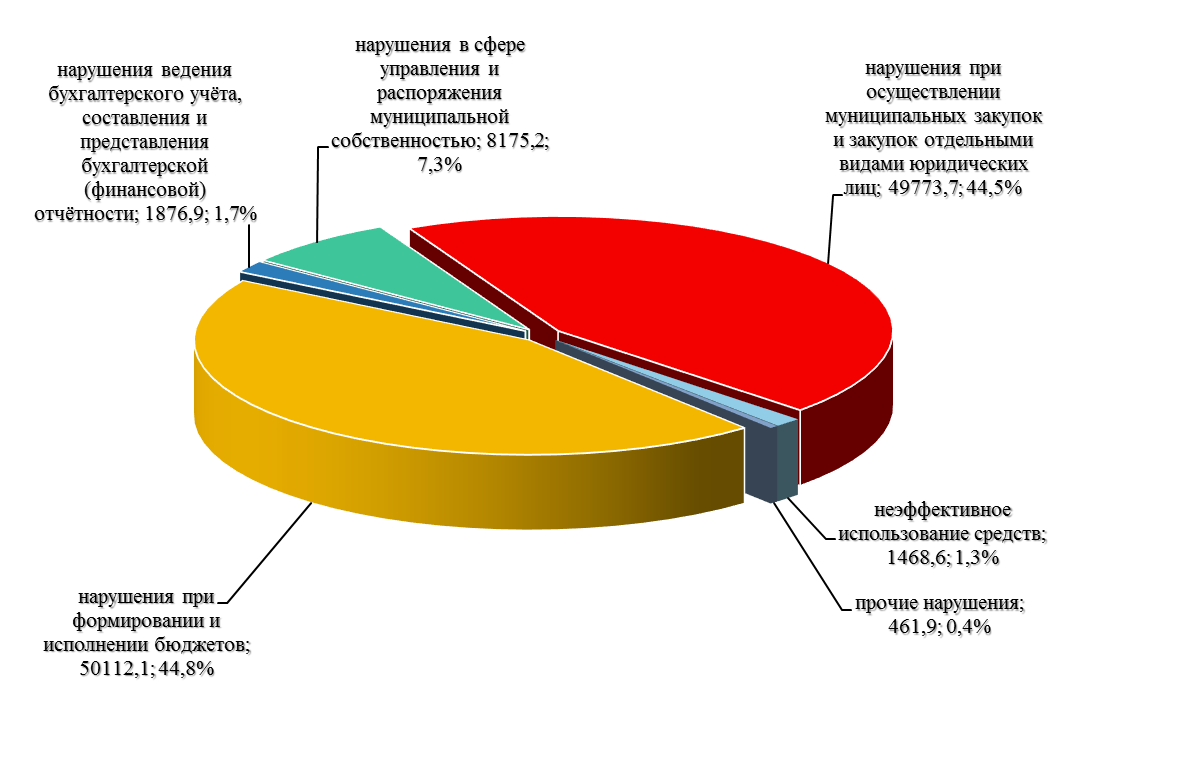 нарушения в сфере
управления и
распоряжения
муниципальной
собственностью; 8175,2;
7,3%
нарушения ведения
бухгалтерского учёта,
составления и
представления
бухгалтерской
(финансовой)
отчётности; 1876,9; 1,7%
нарушения при
осуществлении
муниципальных закупок
и закупок отдельными
видами юридических
лиц; 49773,7; 44,5%
неэффективное
использование средств;
1468,6; 1,3%
прочие нарушения;
461,9; 0,4%
нарушения при
формировании и
исполнении бюджетов;
50112,1; 44,8%